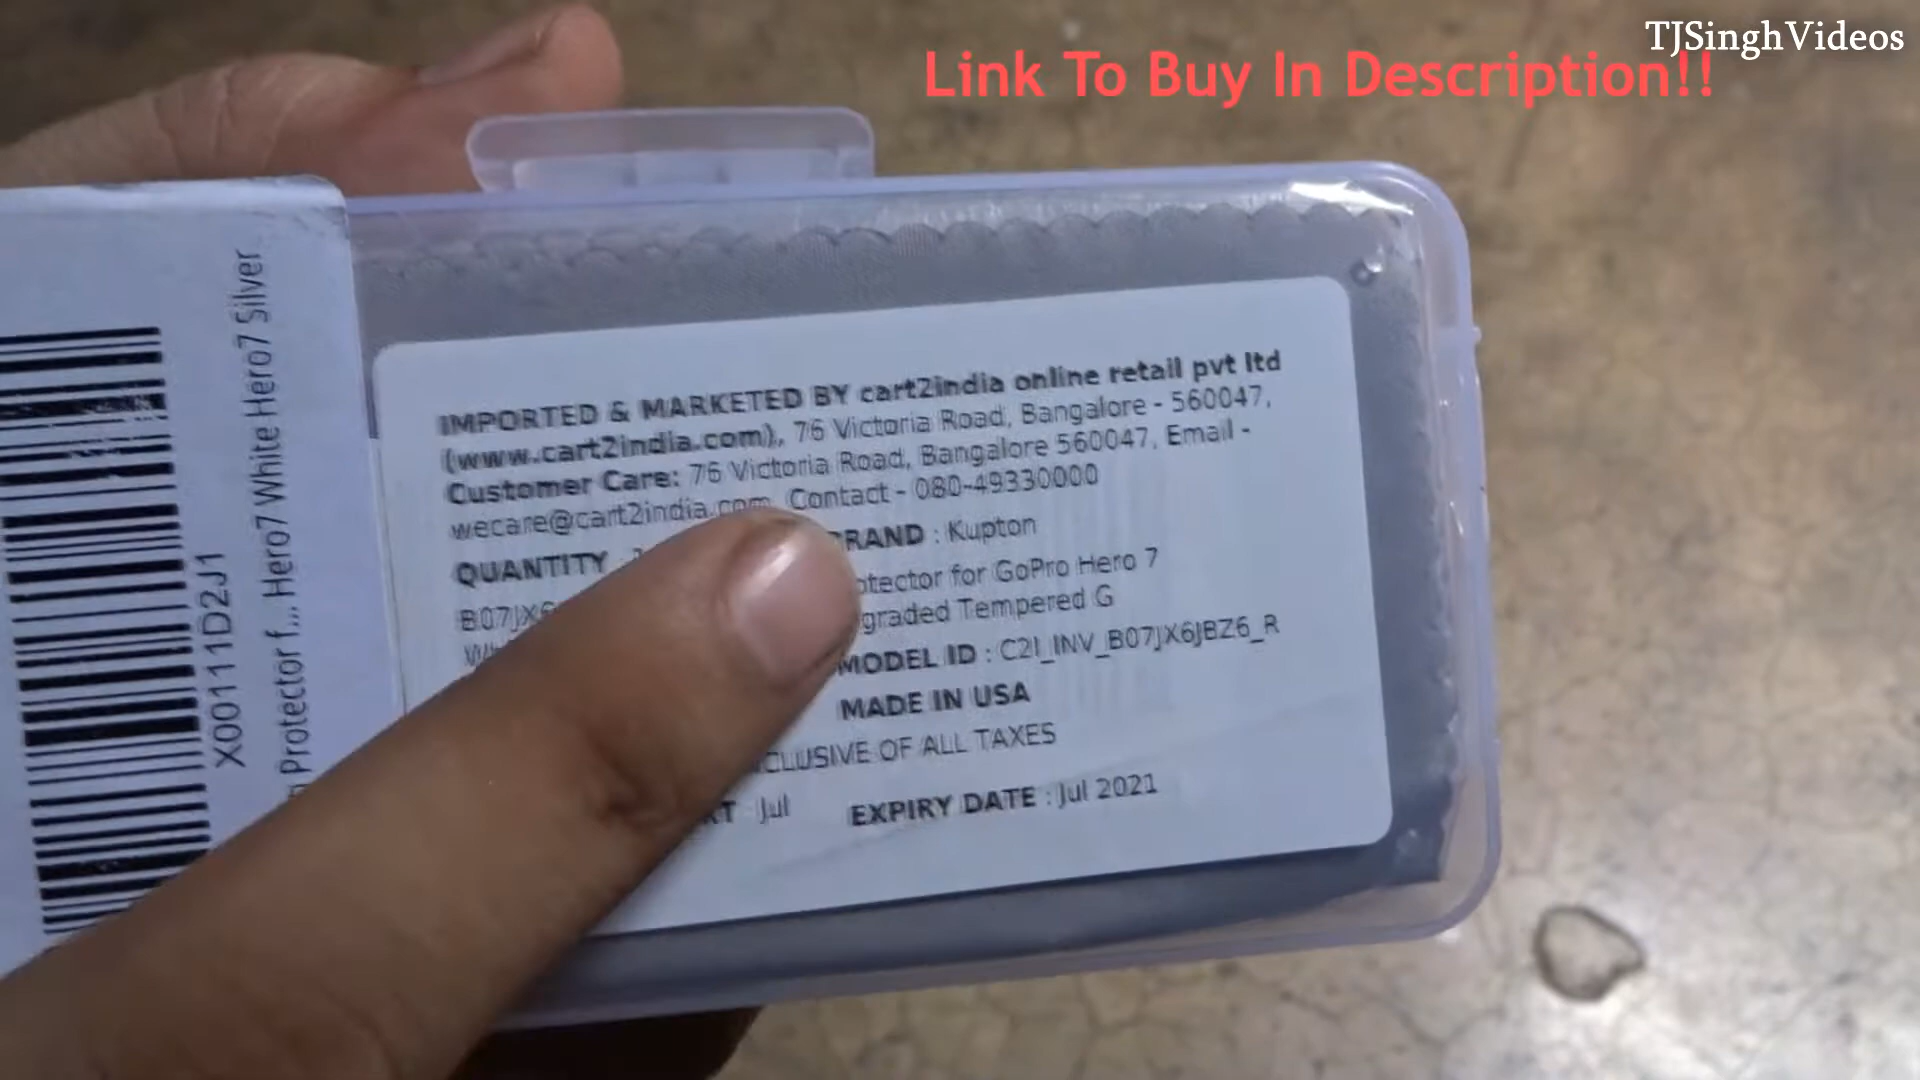 TJSinghVideos
Link To Buy In Description!!
IMPORTED & MARKETED BY cart2india online retail pvt ltd
(www.cart2india.com), 76 Victoria Road, Bangalore - 560047,
Customer Care: 76 Victoria Road, Bangalore 560047, Email -
wecare@cart2india.com, Contact - 080-49330000
QUANTITY : BRAND : Kupton
B07JX6 otector for GoPro Hero 7
graded Tempered G
MODEL ID : C2I_INV_B07JX6JBZ6_R
MADE IN USA
CLUSIVE OF ALL TAXES
RT : Jul EXPIRY DATE : Jul 2021
X00111D2J1
Protector f... Hero7 White Hero7 Silver